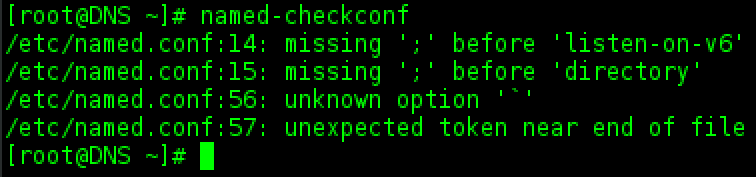 [root@DNS ~]# named-checkconf
/etc/named.conf:14: missing ';' before 'listen-on-v6'
/etc/named.conf:15: missing ';' before 'directory'
/etc/named.conf:56: unknown option '`'
/etc/named.conf:57: unexpected token near end of file
[root@DNS ~]#